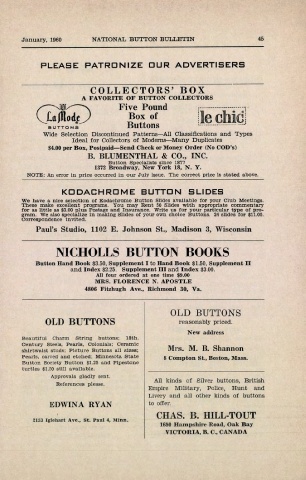 January, 1960 NATIONAL BUTTON BULLETIN 45
PLEASE PATRONIZE OUR ADVERTISERS
COLLECTORS' BOX
A FAVORITE OF BUTTON COLLECTORS
La Mode
BUTTONS
Five Pound
Box of
Buttons
le chic
Wide Selection Discontinued Patterns—All Classifications and Types
Ideal for Collectors of Moderns—Many Duplicates
$4.00 per Box, Postpaid—Send Check or Money Order (No COD's)
B. BLUMENTHAL & CO., INC.
Button Specialists since 1877
1372 Broadway, New York 18, N. Y.
NOTE: An error in price occurred in our July issue. The correct price is stated above.
KODACHROME BUTTON SLIDES
We have a nice selection of Kodachrome Button Slides available for your Club Meetings.
These make excellent programs. You may Rent 36 Slides with appropriate commentary
for as little as $3.00 plus Postage and Insurance. Write us for your particular type of program.
We also specialize in making Slides of your own choice Buttons. 36 slides for $11.00.
Correspondence invited.
Paul's Studio, 1102 E. Johnson St., Madison 3, Wisconsin
NICHOLLS BUTTON BOOKS
Button Hand Book $3.50, Supplement 1 to Hand Book $1.50, Supplement II
and Index $2.25. Supplement III and Index $3.00.
All four ordered at one time $9.00
MRS. FLORENCE N. APOSTLE
4806 Fitzhugh Ave., Richmond 30, Va.
OLD BUTTONS
Beautiful Charm String buttons; 18th.
Century Stock, Pearls, Colonials; Ceramic
shirtwaist studs; Picture Buttons all sizes;
Pearls, carved and etched. Minnesota State
Button Society Button $1.25 and Pipestone
turtles $1.50 still available.
Approvals gladly sent.
References please.
EDWINA RYAN
2133 Iglehart Ave., St. Paul 4, Minn.
OLD BUTTONS
reasonably priced.
New address
Mrs. M. B. Shannon
8 Compton St., Boston, Mass.
All kinds of Silver buttons, British
Empire Military, Police, Hunt and
Livery and all other kinds of buttons
to offer.
CHAS. B. HILL-TOUT
1650 Hampshire Road, Oak Bay
VICTORIA, B. C., CANADA